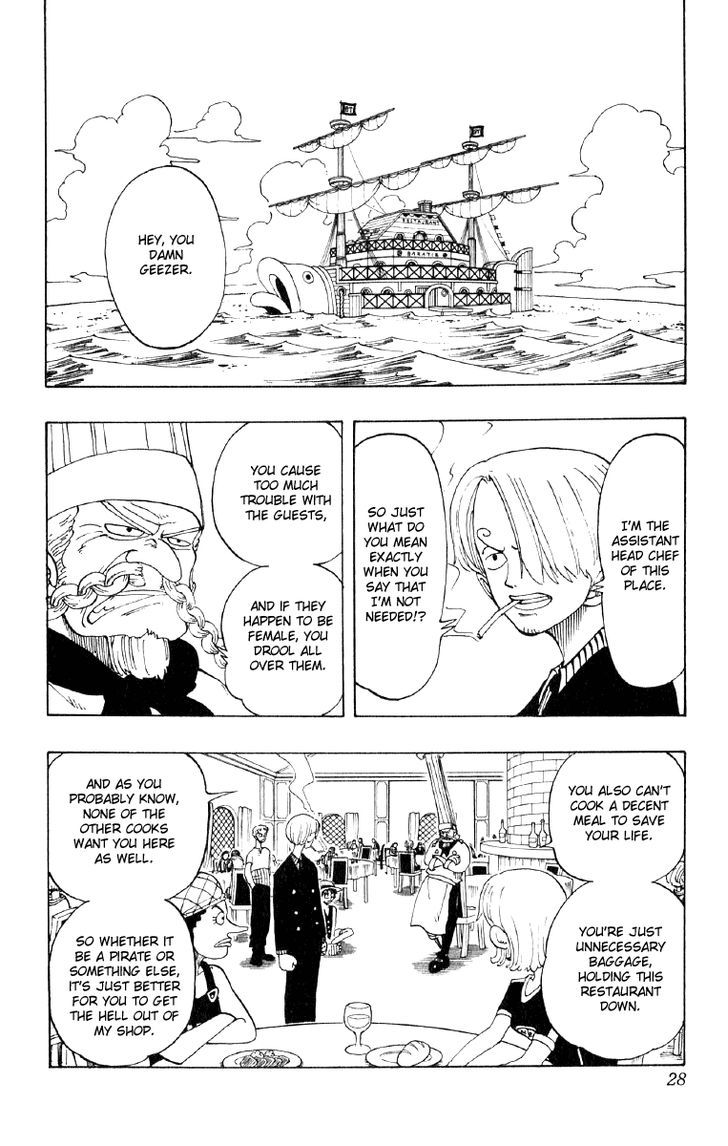 HEY, YOU
DAMN
GEEZER.
RESTAURANT
BARATIE
I'M THE
ASSISTANT
HEAD CHEF
OF THIS
PLACE.
SO JUST
WHAT DO
YOU MEAN
EXACTLY
WHEN YOU
SAY THAT
I'M NOT
NEEDED!?
YOU CAUSE
TOO MUCH
TROUBLE WITH
THE GUESTS,
AND IF THEY
HAPPEN TO BE
FEMALE, YOU
DROOL ALL
OVER THEM.
YOU ALSO CAN'T
COOK A DECENT
MEAL TO SAVE
YOUR LIFE.
YOU'RE JUST
UNNECESSARY
BAGGAGE,
HOLDING THIS
RESTAURANT
DOWN.
AND AS YOU
PROBABLY KNOW,
NONE OF THE
OTHER COOKS
WANT YOU HERE
AS WELL.
SO WHETHER IT
BE A PIRATE OR
SOMETHING ELSE,
IT'S JUST BETTER
FOR YOU TO GET
THE HELL OUT OF
MY SHOP.
28